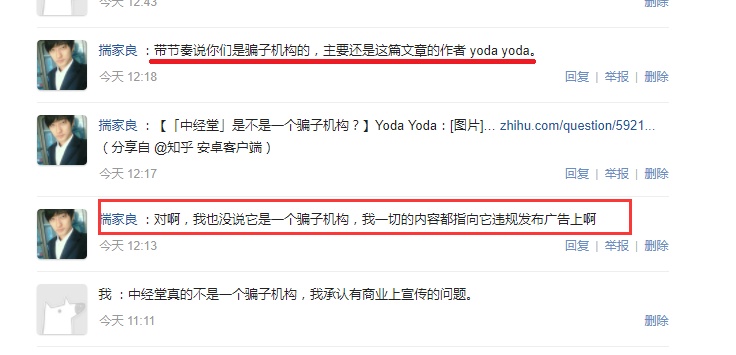 今天 12:43 删除
揣家良 ：带节奏说你们是骗子机构的，主要还是这篇文章的作者 yoda yoda。
今天 12:18 回复 | 举报 | 删除
揣家良 ：【「中经堂」是不是一个骗子机构？】Yoda Yoda：[图片]... zhihu.com/question/5921...
（分享自 @知乎 安卓客户端）
今天 12:17 回复 | 举报 | 删除
揣家良 ：对啊，我也没说它是一个骗子机构，我一切的内容都指向它违规发布广告上啊
今天 12:13 回复 | 举报 | 删除
我 ：中经堂真的不是一个骗子机构，我承认有商业上宣传的问题。
今天 11:11 删除